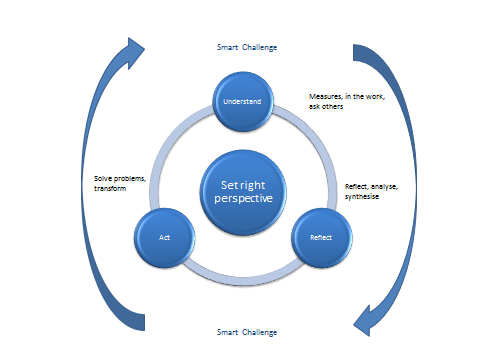 Smart Challenge
Understand
Measures, in the work,
ask others
Solve problems,
transform
Set right
perspective
Reflect, analyse,
synthesise
Act
Reflect
Smart Challenge